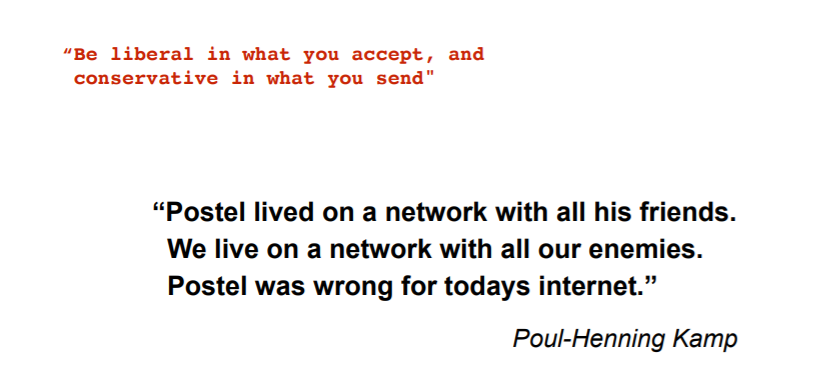 “Be liberal in what you accept, and
conservative in what you send"
“Postel lived on a network with all his friends.
We live on a network with all our enemies.
Postel was wrong for todays internet.”
Poul-Henning Kamp